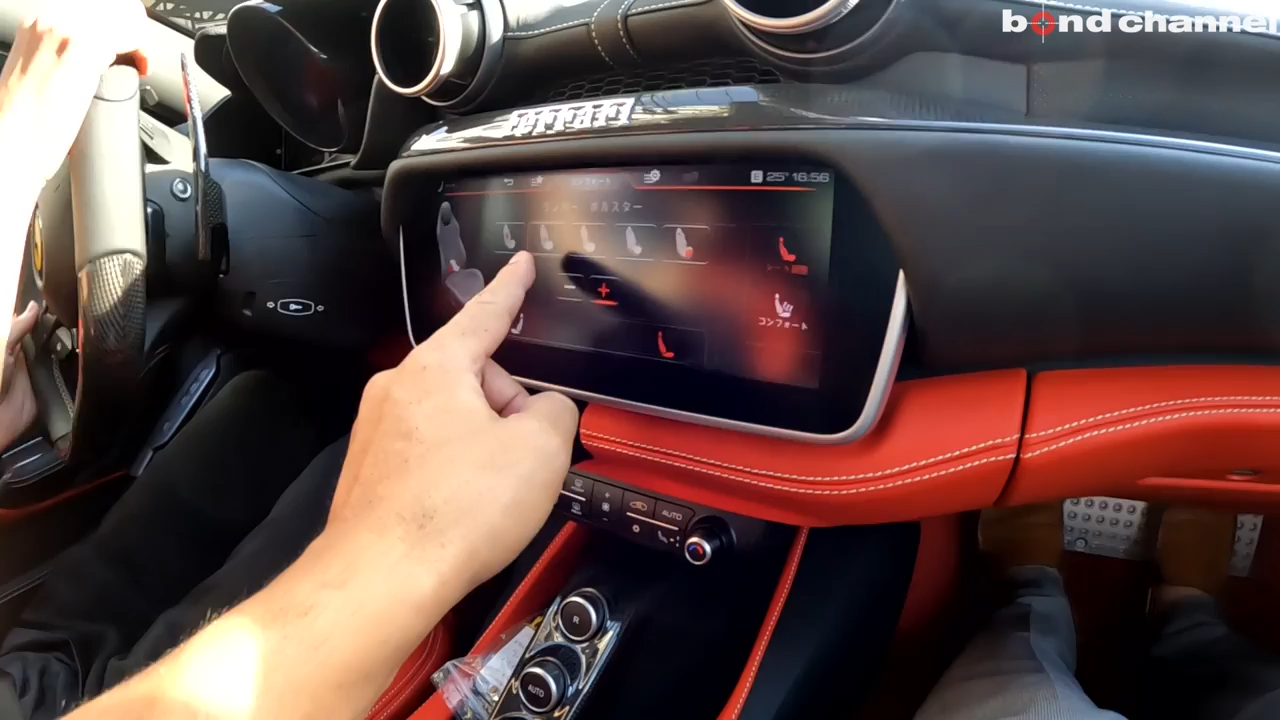 bond channel
Ferrari
25° 16:56
コンフォート
ランバー ボルスター
コンフォート
AUTO
R
AUTO